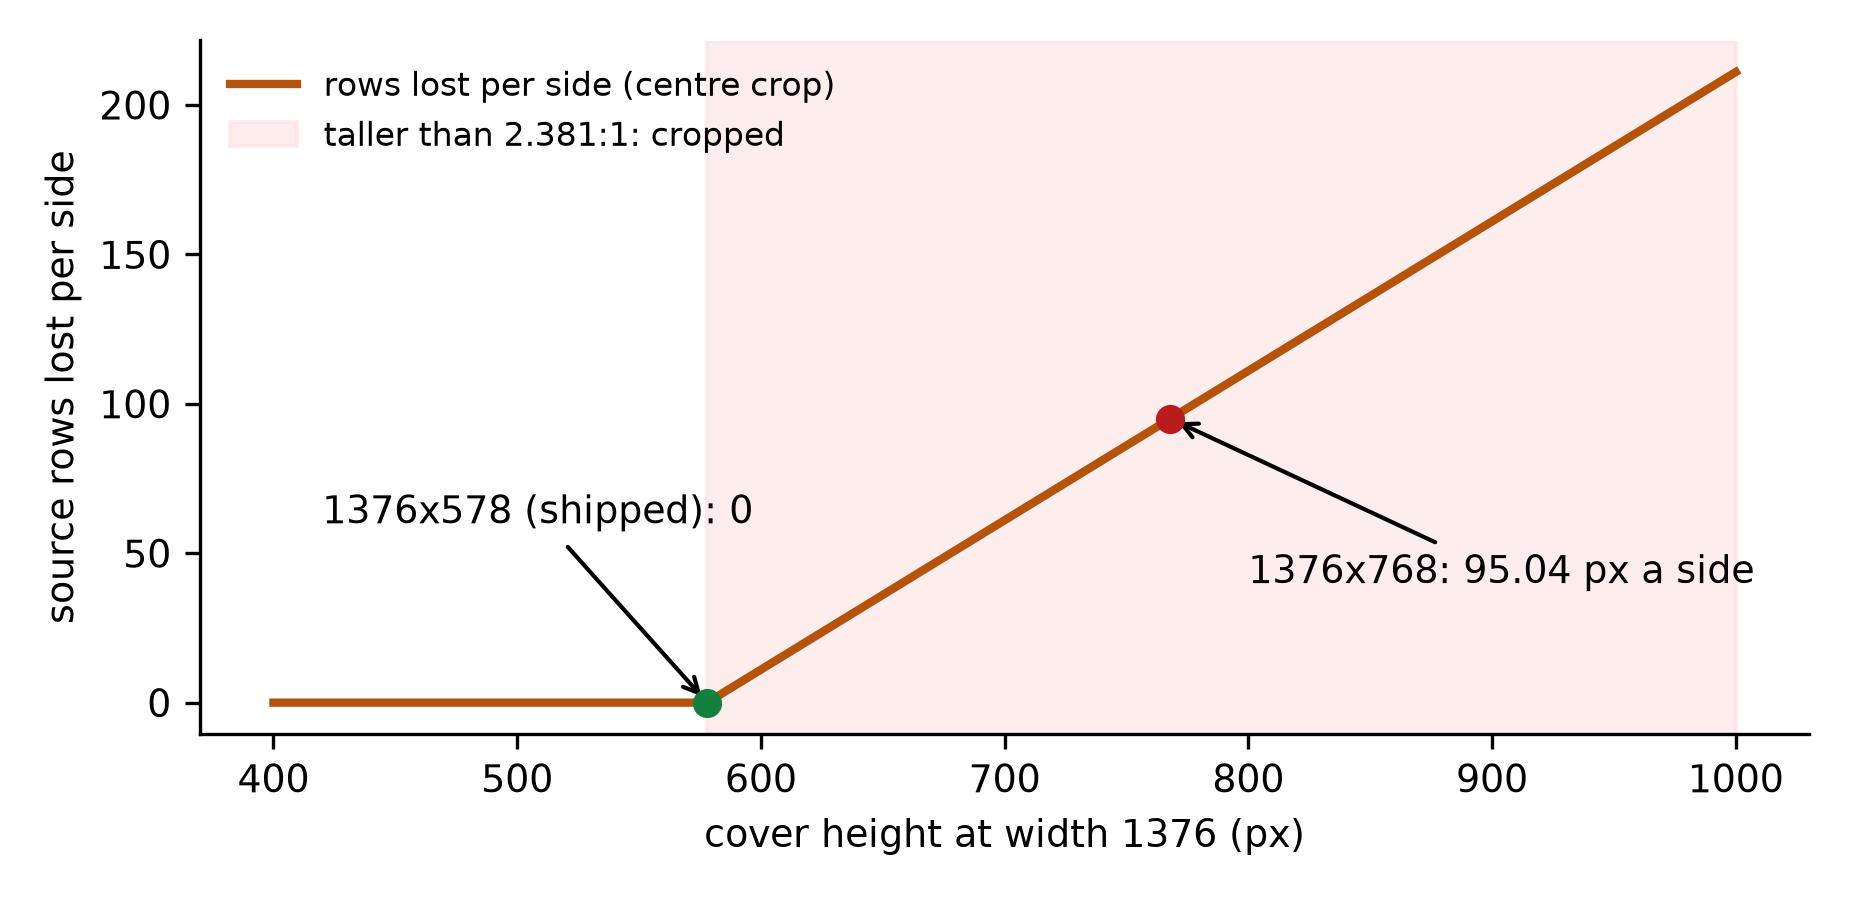 rows lost per side (centre crop)
taller than 2.381:1: cropped
200
150
100
50
0
source rows lost per side
1376x578 (shipped): 0
1376x768: 95.04 px a side
400 500 600 700 800 900 1000
cover height at width 1376 (px)